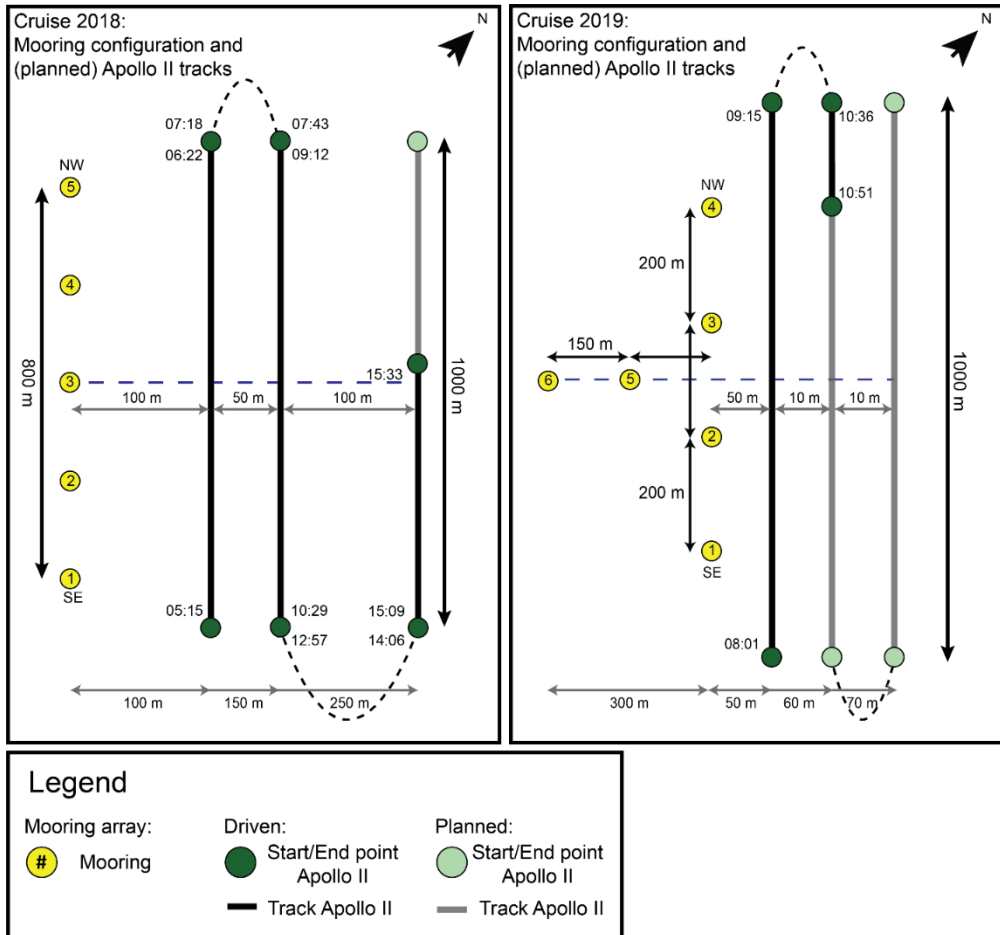 Cruise 2018:
Mooring configuration and
(planned) Apollo II tracks
N
07:18
07:43
06:22
09:12
NW
5
4
3
2
1
SE
800 m
15:33
100 m
50 m
100 m
1000 m
05:15
10:29
15:09
12:57
14:06
100 m
150 m
250 m
Cruise 2019:
Mooring configuration and
(planned) Apollo II tracks
N
09:15
10:36
10:51
NW
4
200 m
3
150 m
6
5
50 m
10 m
10 m
2
200 m
1
SE
1000 m
08:01
300 m
50 m
60 m
70 m
Legend
Mooring array:
Driven:
Planned:
# Mooring
Start/End point
Apollo II
Start/End point
Apollo II
Track Apollo II
Track Apollo II